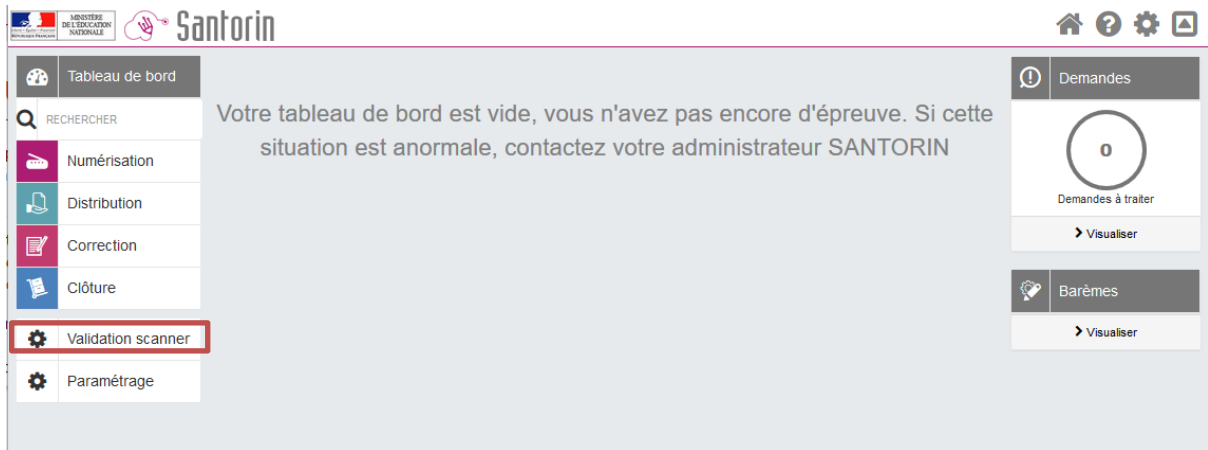 MINISTÈRE
DE L'ÉDUCATION
NATIONALE
Santorin
Tableau de bord
RECHERCHER
Numérisation
Distribution
Correction
Clôture
Validation scanner
Paramétrage
Votre tableau de bord est vide, vous n'avez pas encore d'épreuve. Si cette
situation est anormale, contactez votre administrateur SANTORIN
Demandes
0
Demandes à traiter
Visualiser
Barèmes
Visualiser